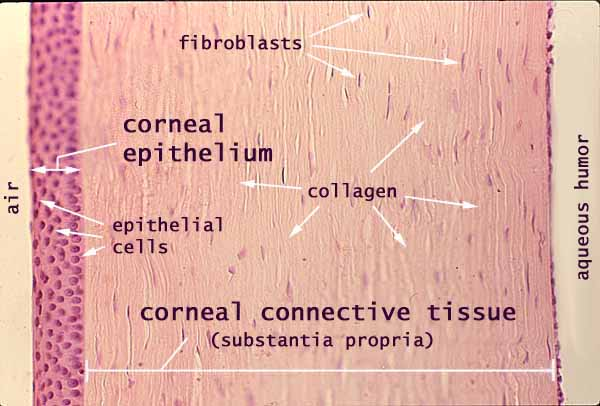 fibroblasts
corneal
epithelium
air
collagen
epithelial
cells
aqueous humor
corneal connective tissue
(substantia propria)